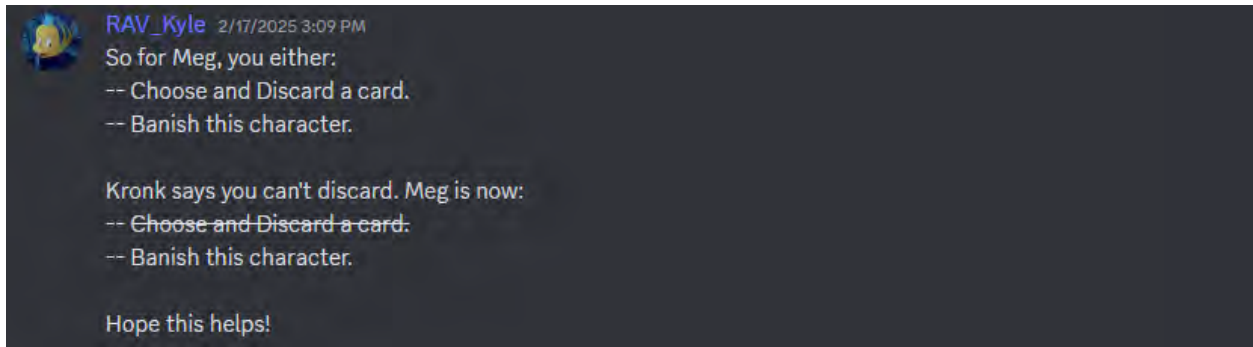 RAV_Kyle 2/17/2025 3:09 PM
So for Meg, you either:
-- Choose and Discard a card.
-- Banish this character.
Kronk says you can't discard. Meg is now:
-- Choose and Discard a card.
-- Banish this character.
Hope this helps!